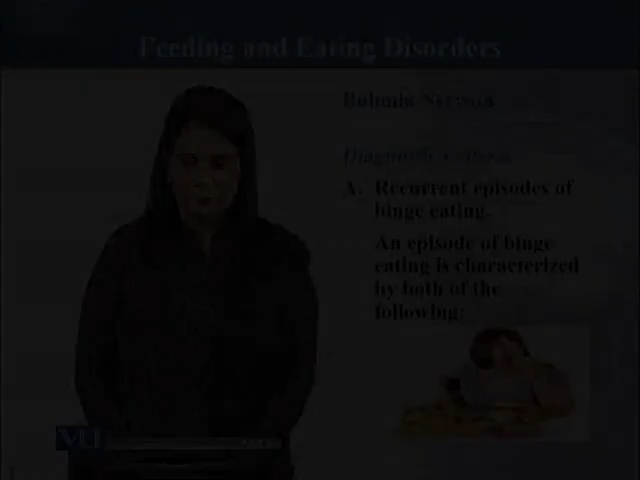 Feeding and Eating Disorders
Bulimia Nervosa
Diagnostic Criteria
A. Recurrent episodes of
binge eating.
An episode of binge
eating is characterized
by both of the
following:
VU